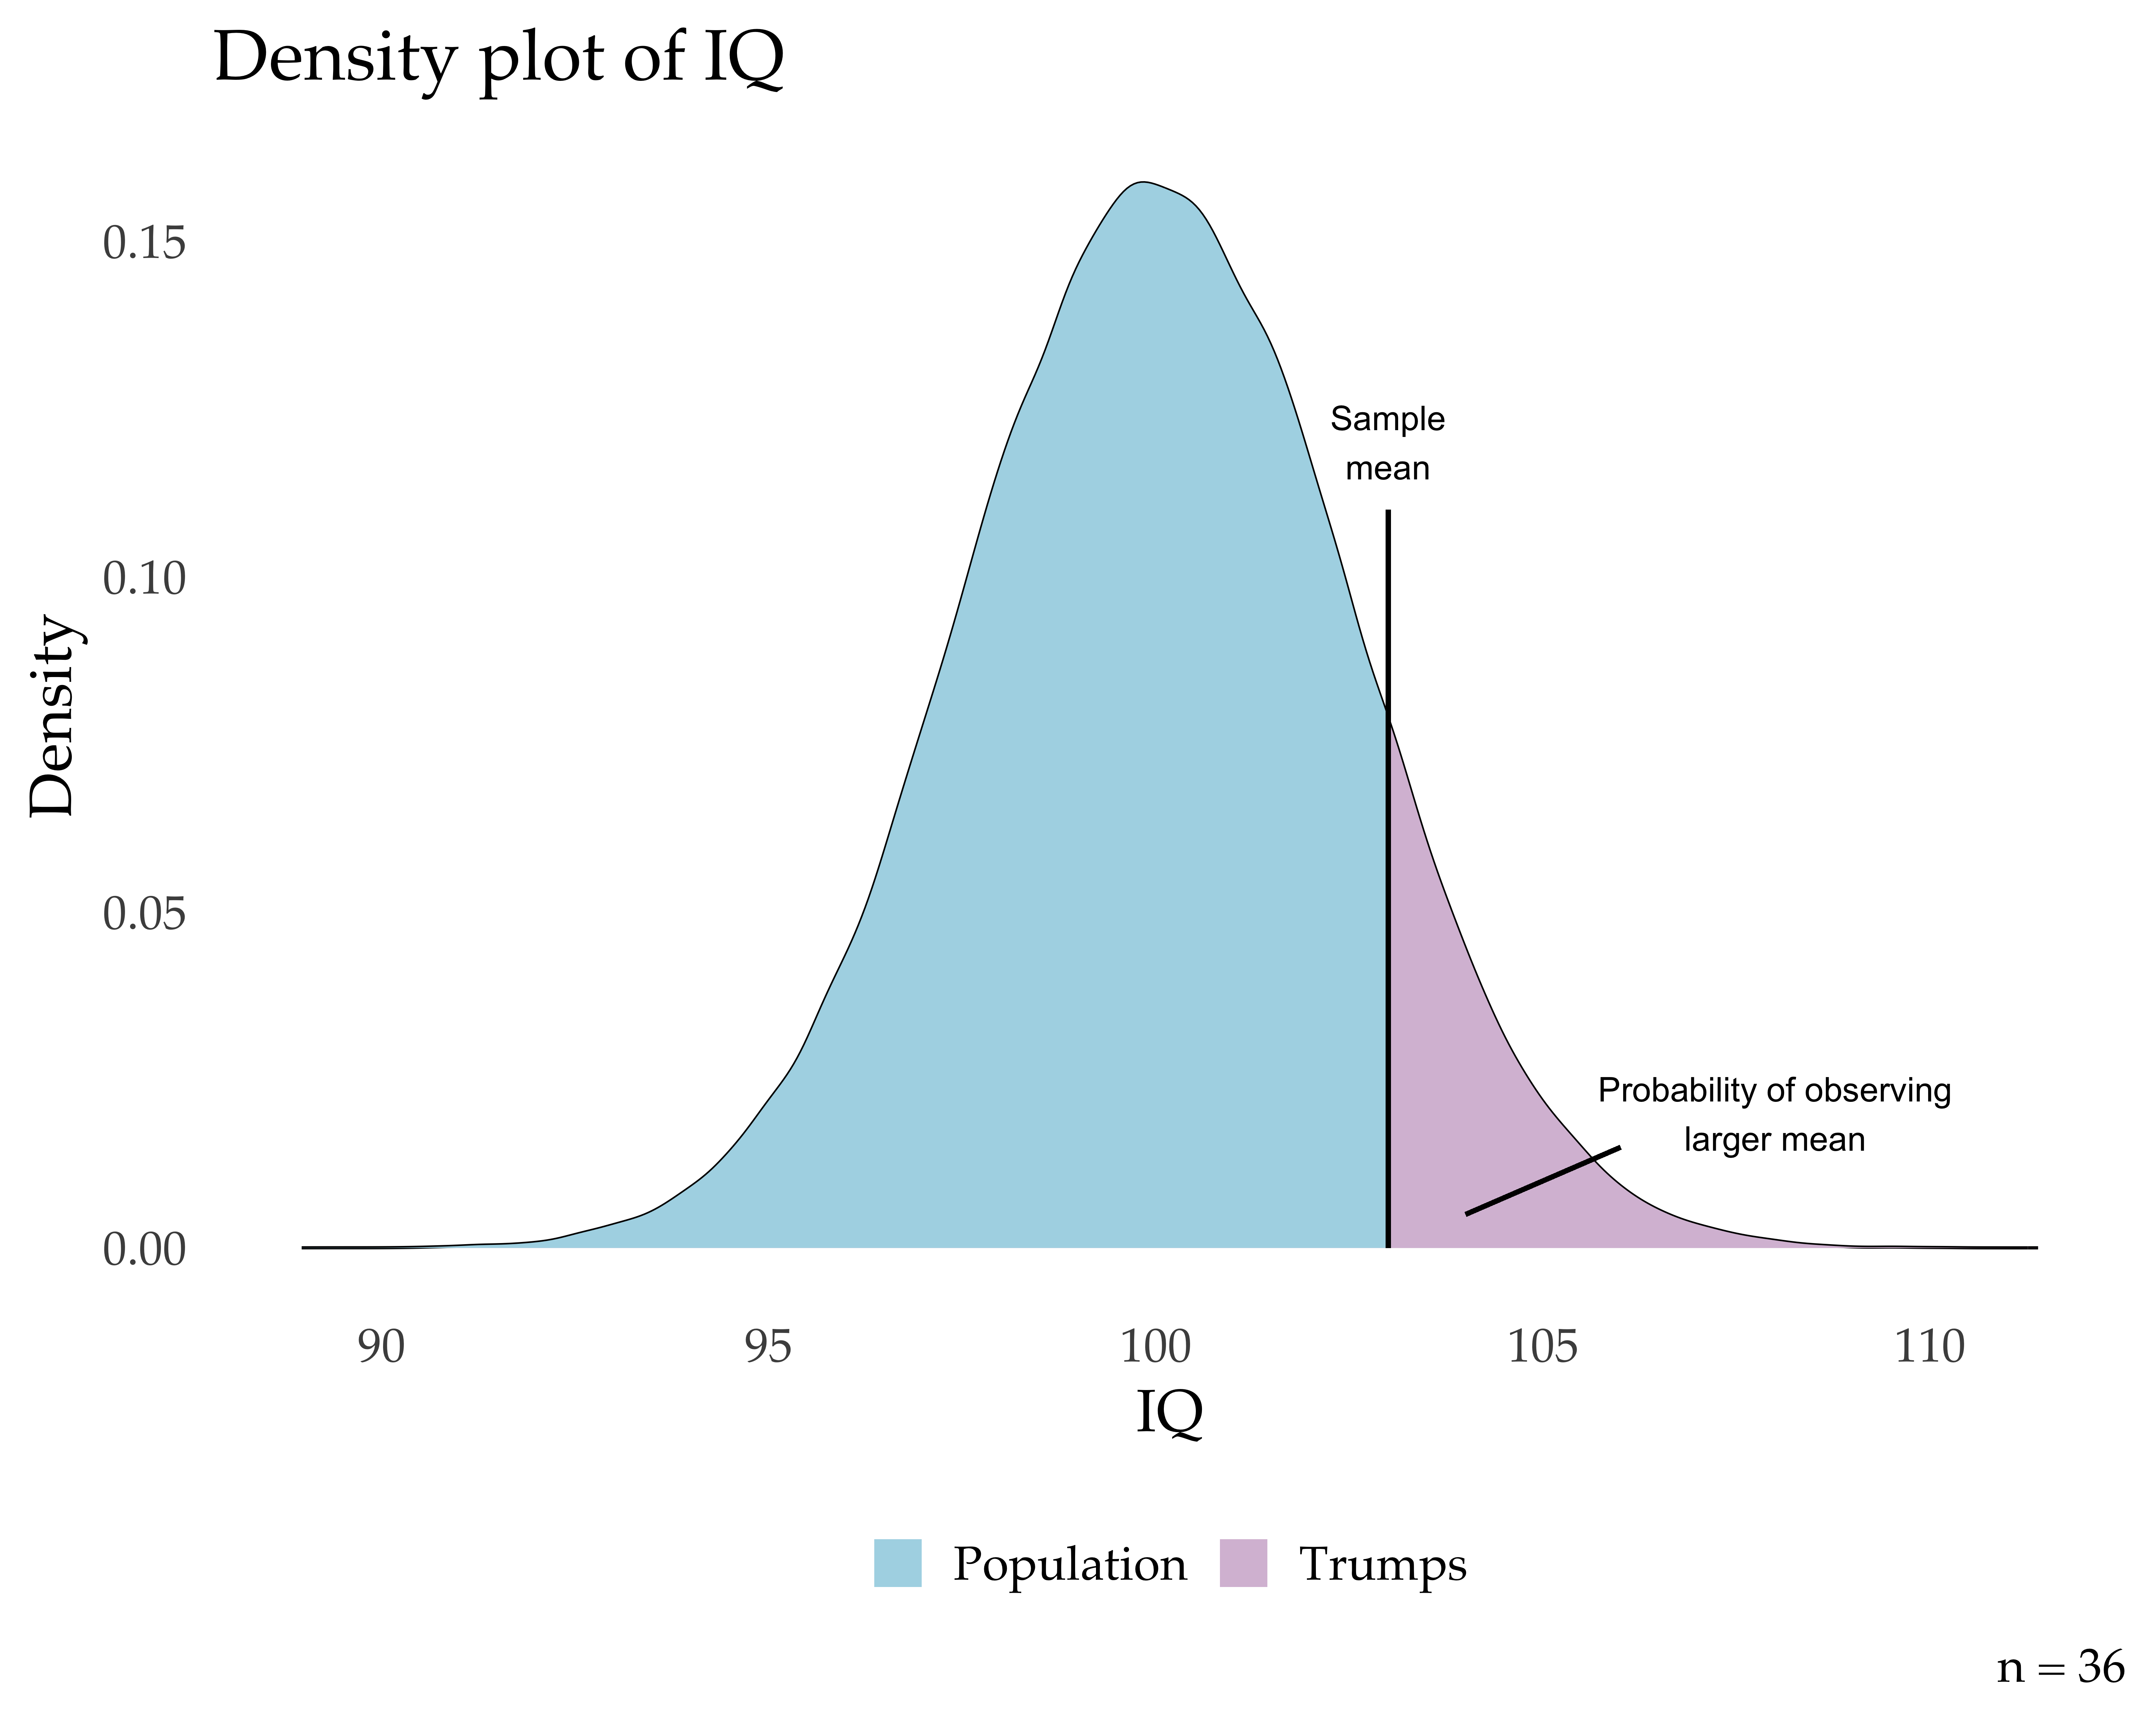 Density plot of IQ
0.15
0.10
0.05
0.00
Density
Sample
mean
Probability of observing
larger mean
90 95 100 105 110
IQ
Population Trumps
n = 36